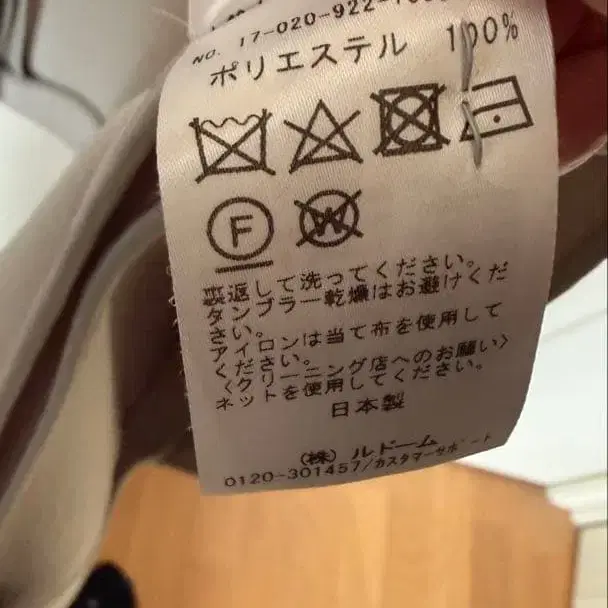 NO. 17-020-922-
ポリエステル 100%
F
W
裏返して洗ってください。
タンブラー乾燥はお避けくだ
さい。
アイロンは当て布を使用して
ください。
〈クリーニング店へのお願い〉
ネットを使用してください。
日本製
(株) ルドーム
0120-301457/カスタマーサポート